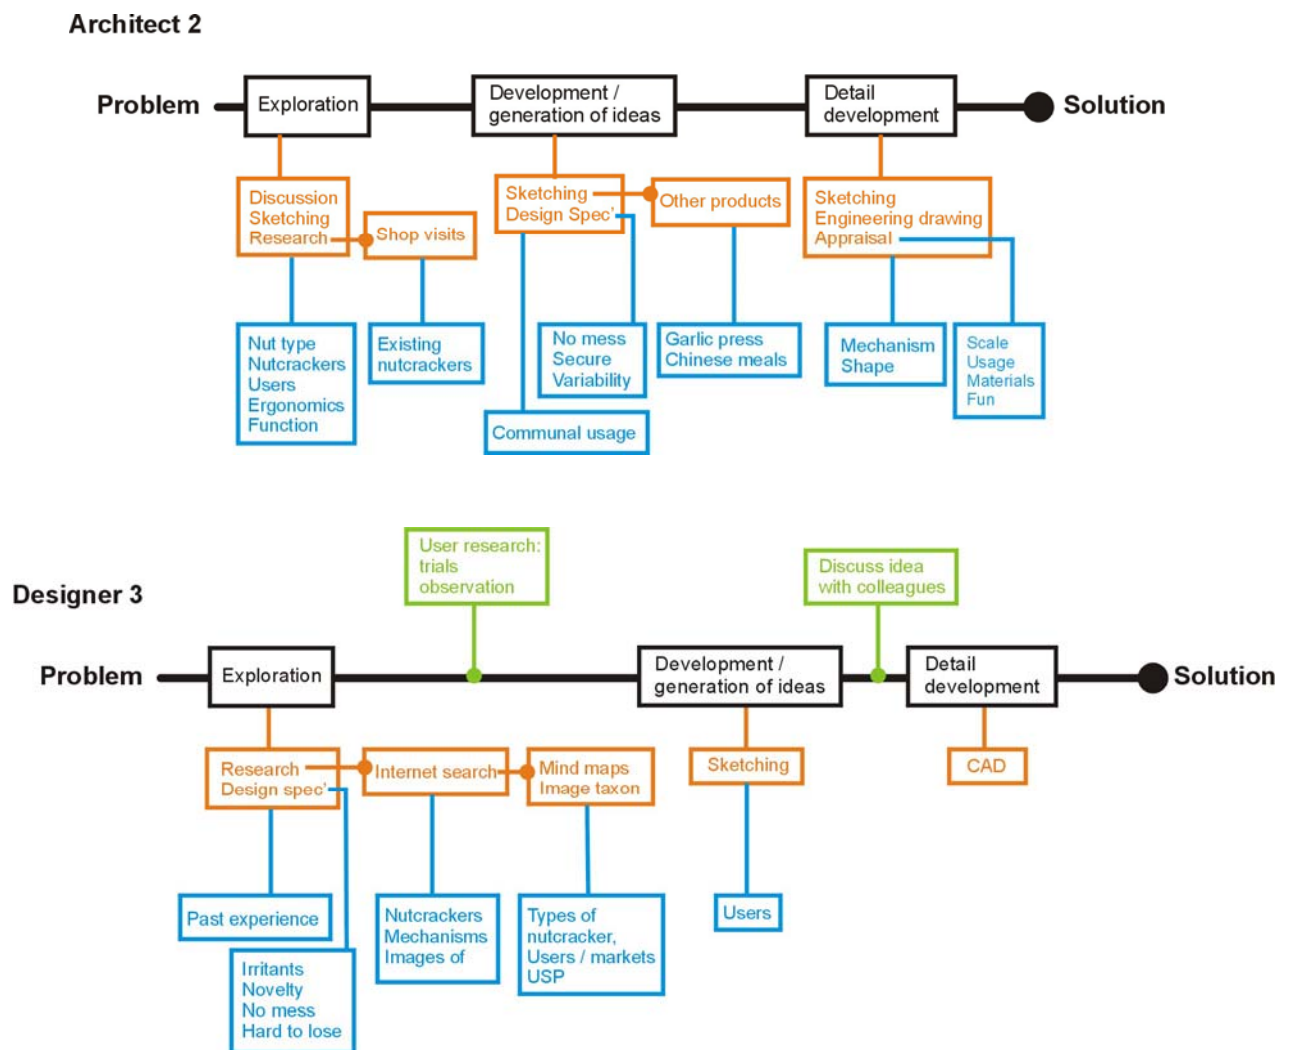 Architect 2
Problem
Exploration
Development /
generation of ideas
Detail
development
Solution
Discussion
Sketching
Research
Shop visits
Sketching
Design Spec'
Other products
Sketching
Engineering drawing
Appraisal
Nut type
Nutcrackers
Users
Ergonomics
Function
Existing
nutcrackers
No mess
Secure
Variability
Communal usage
Garlic press
Chinese meals
Mechanism
Shape
Scale
Usage
Materials
Fun
User research:
trials
observation
Discuss idea
with colleagues
Designer 3
Problem
Exploration
Development /
generation of ideas
Detail
development
Solution
Research
Design spec'
Internet search
Mind maps
Image taxon
Sketching
CAD
Past experience
Irritants
Novelty
No mess
Hard to lose
Nutcrackers
Mechanisms
Images of
Types of
nutcracker,
Users / markets
USP
Users